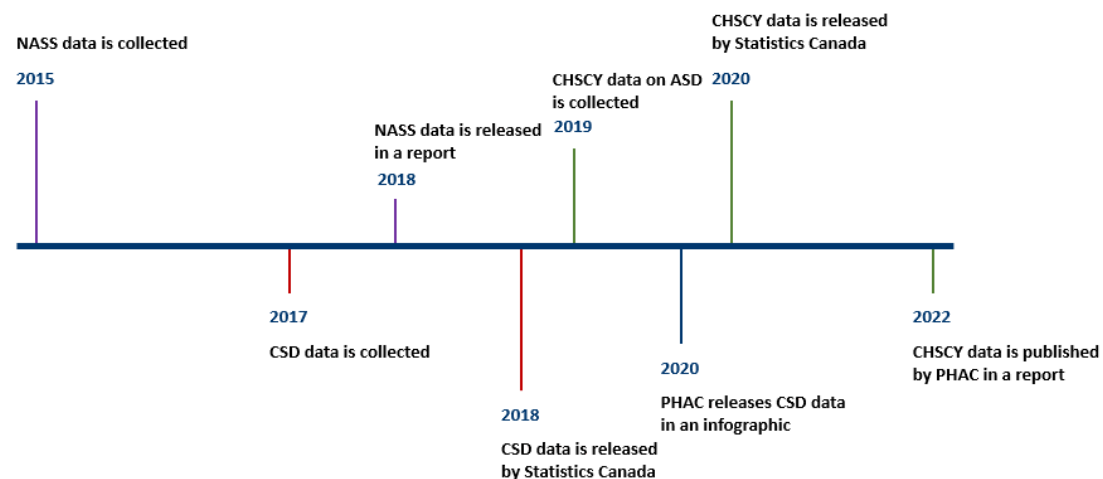 NASS data is collected
2015
CSD data is collected
2017
NASS data is released
in a report
2018
2018
CSD data is released
by Statistics Canada
CHSCY data on ASD
is collected
2019
2020
PHAC releases CSD data
in an infographic
CHSCY data is released
by Statistics Canada
2020
2022
CHSCY data is published
by PHAC in a report